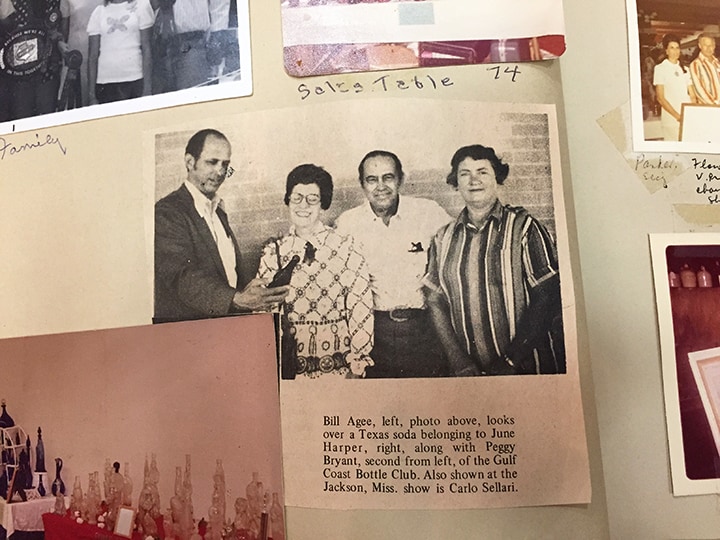 Family
Table 74
Bill Agee, left, photo above, looks
over a Texas soda belonging to June
Harper, right, along with Peggy
Bryant, second from left, of the Gulf
Coast Bottle Club. Also shown at the
Jackson, Miss. show is Carlo Sellari.